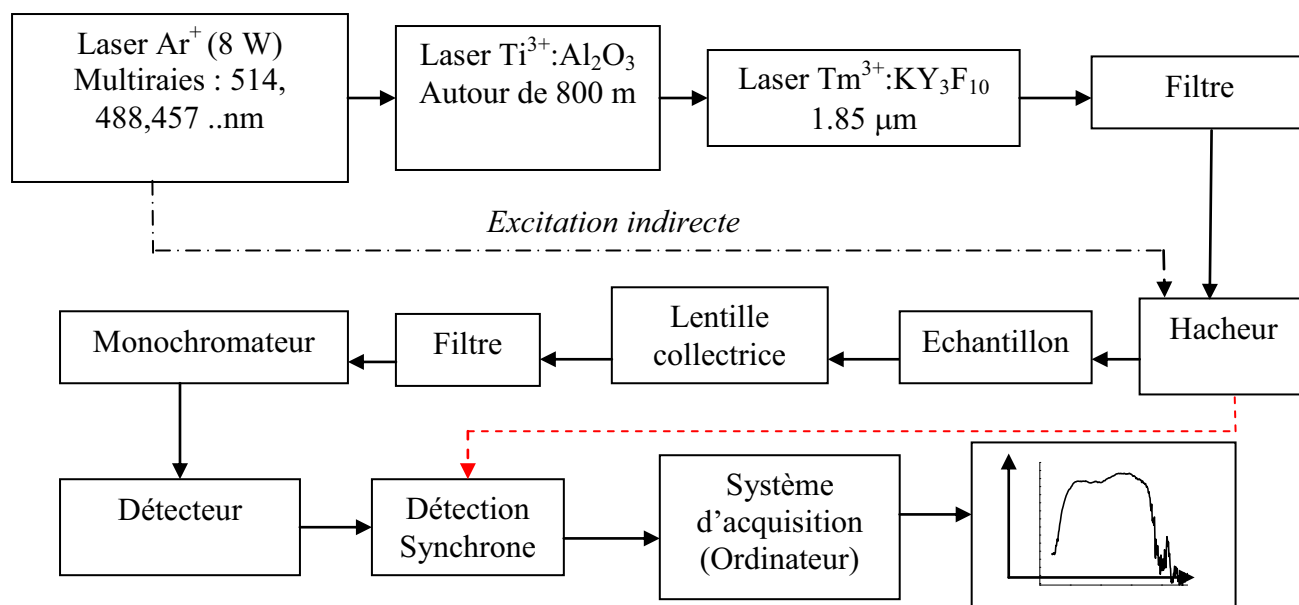 Laser Ar⁺ (8 W)
Multiraies : 514,
488,457 ..nm
Laser Ti³⁺:Al₂O₃
Autour de 800 m
Laser Tm³⁺:KY₃F₁₀
1.85 μm
Filtre
Excitation indirecte
Monochromateur
Filtre
Lentille
collectrice
Echantillon
Hacheur
Détecteur
Détection
Synchrone
Système
d’acquisition
(Ordinateur)